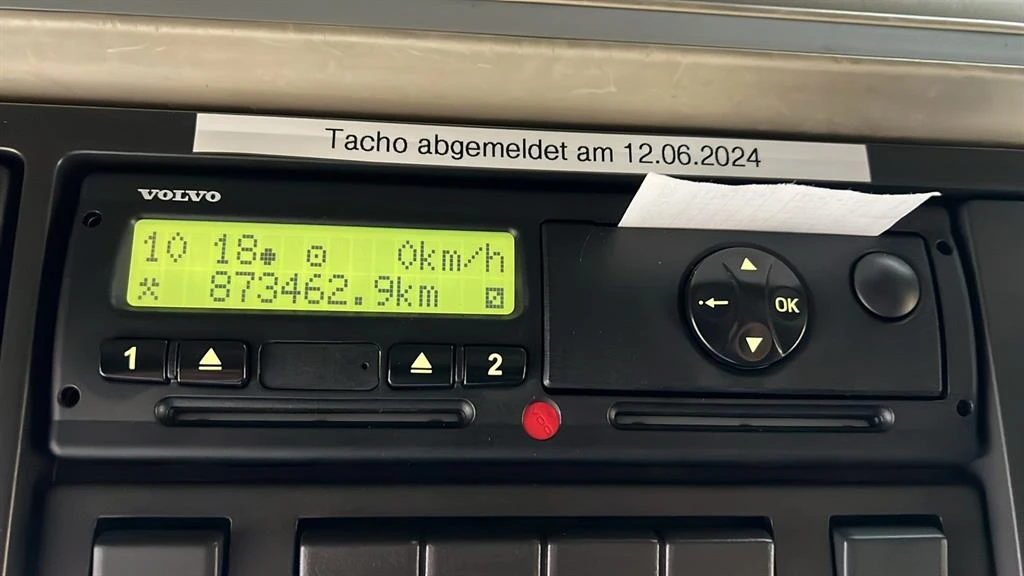 Tacho abgemeldet am 12.06.2024
VOLVO
10 18 0km/h
873462.9km
1 2
OK